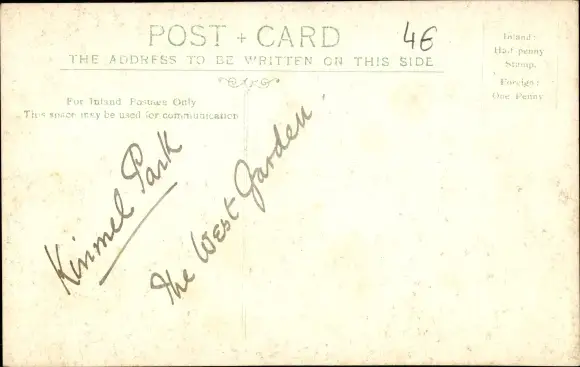 POST + CARD
4E
THE ADDRESS TO BE WRITTEN ON THIS SIDE
Inland:
Half penny
Stamp.
Foreign:
One Penny
For Inland Postage Only
This space may be used for communication
Kinmel Park
The West Garden